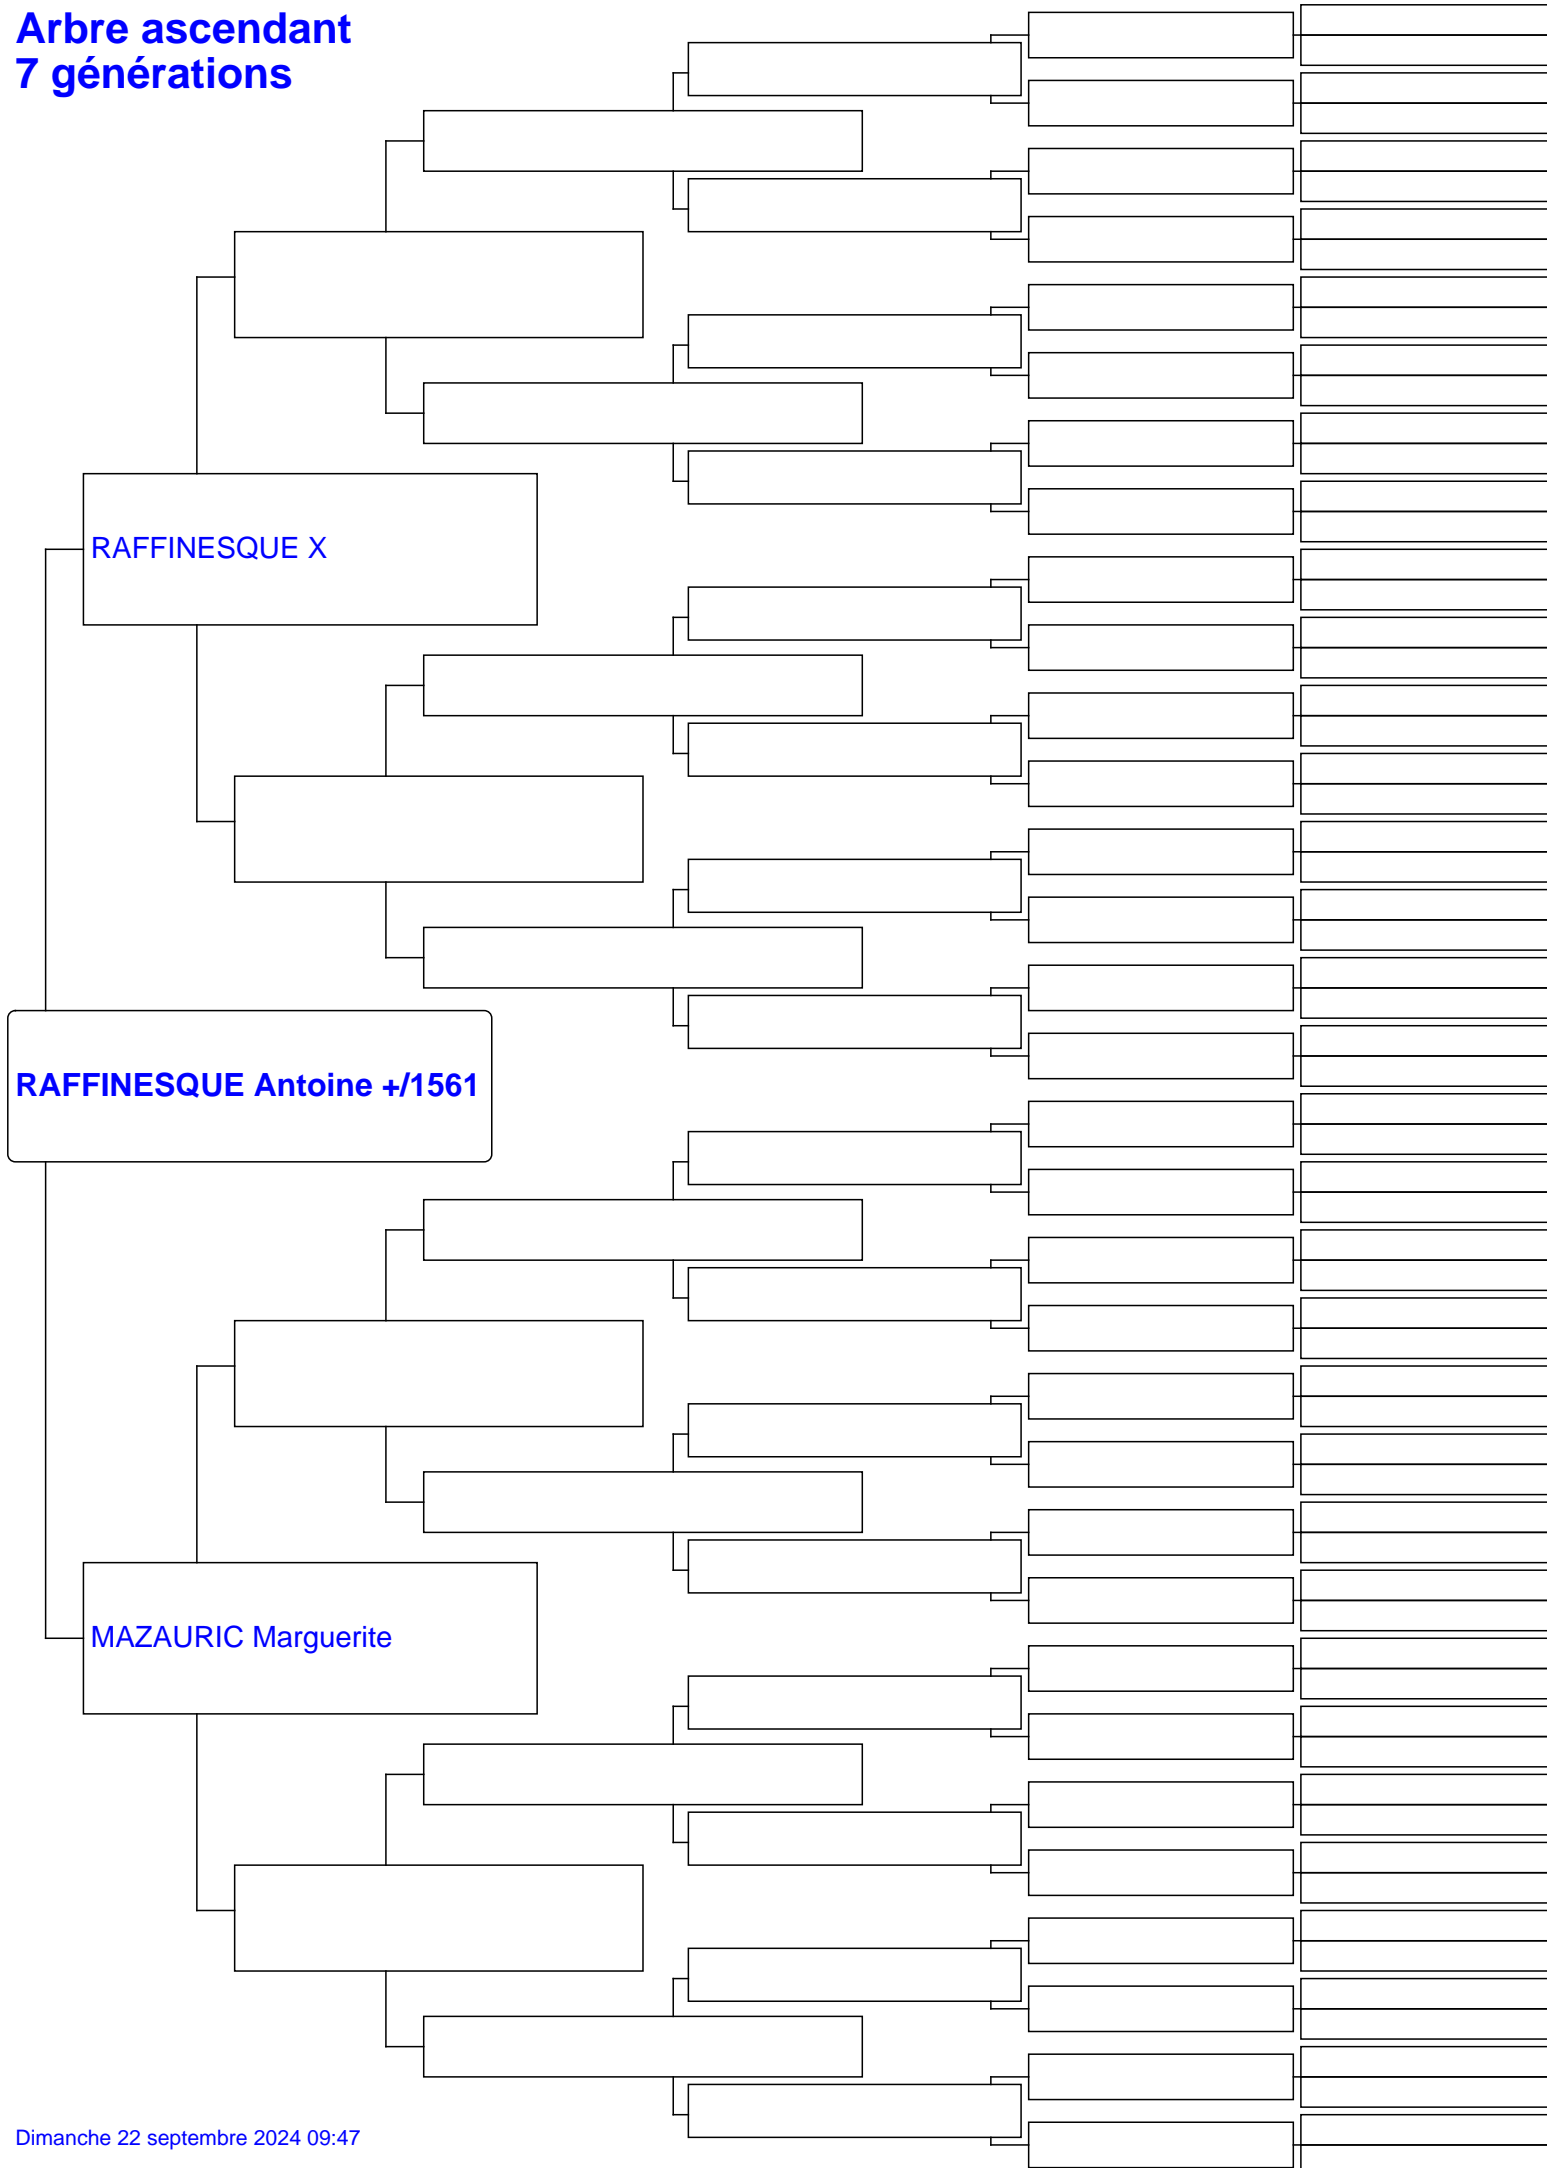 Arbre ascendant
7 générations
RAFFINESQUE X
RAFFINESQUE Antoine +/1561
MAZAURIC Marguerite
Dimanche 22 septembre 2024 09:47